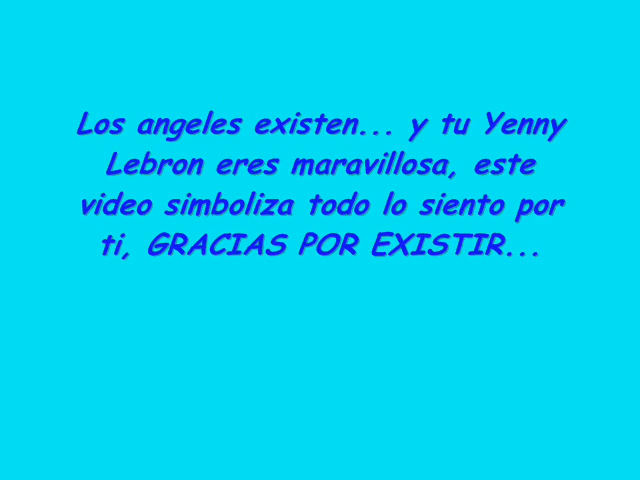 Los angeles existen... y tu Yenny
Lebron eres maravillosa, este
video simboliza todo lo siento por
ti, GRACIAS POR EXISTIR...